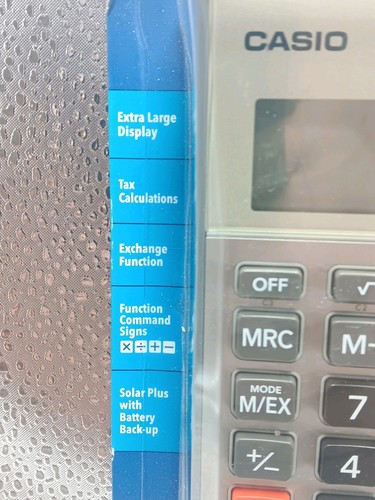 CASIO
Extra Large
Display
Tax
Calculations
Exchange
Function
Function
Command
Signs
× ÷ + −
Solar Plus
with
Battery
Back-up
OFF
√
MRC
M-
MODE
M/EX
7
+/−
4